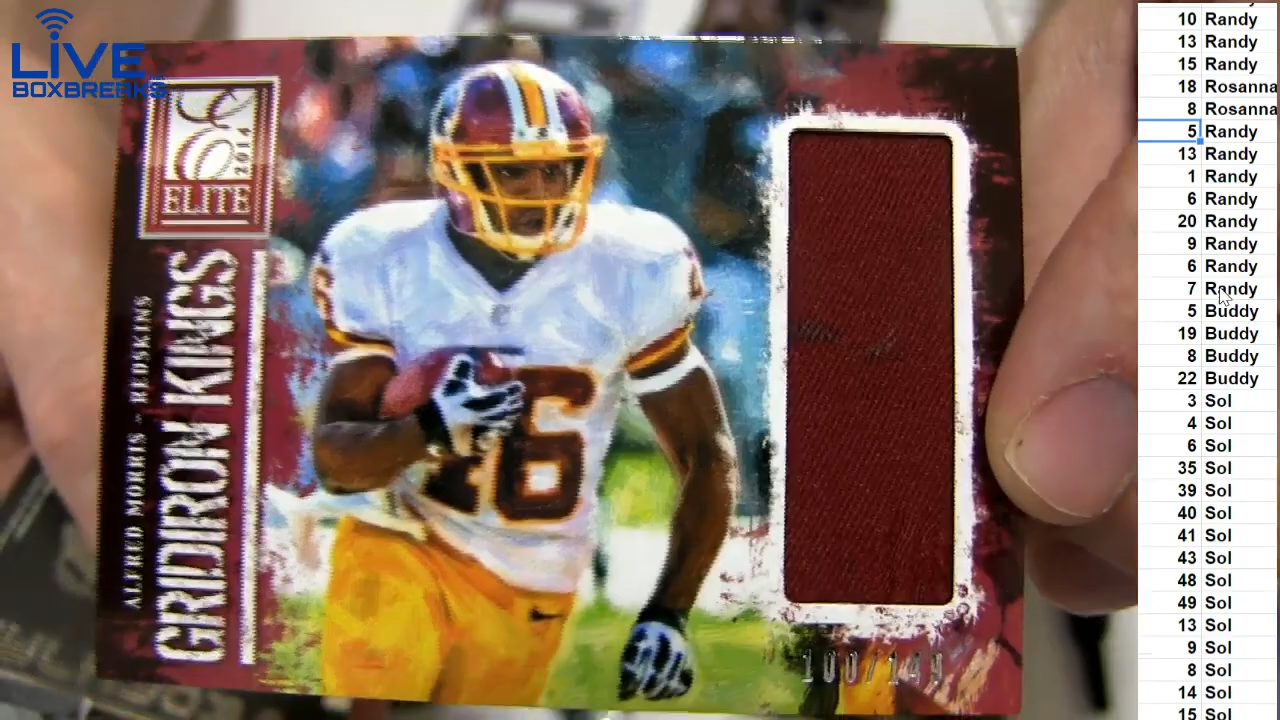 LIVE
BOXBREAKS
E
E
2014
ELITE
GRIDIRON KINGS
ALFRED MORRIS - REDSKINS
46
100/149
10 Randy
13 Randy
15 Randy
18 Rosanna
8 Rosanna
5 Randy
13 Randy
1 Randy
6 Randy
20 Randy
9 Randy
6 Randy
7 Randy
5 Buddy
19 Buddy
8 Buddy
22 Buddy
3 Sol
4 Sol
6 Sol
35 Sol
39 Sol
40 Sol
41 Sol
43 Sol
48 Sol
49 Sol
13 Sol
9 Sol
8 Sol
14 Sol
15 Sol